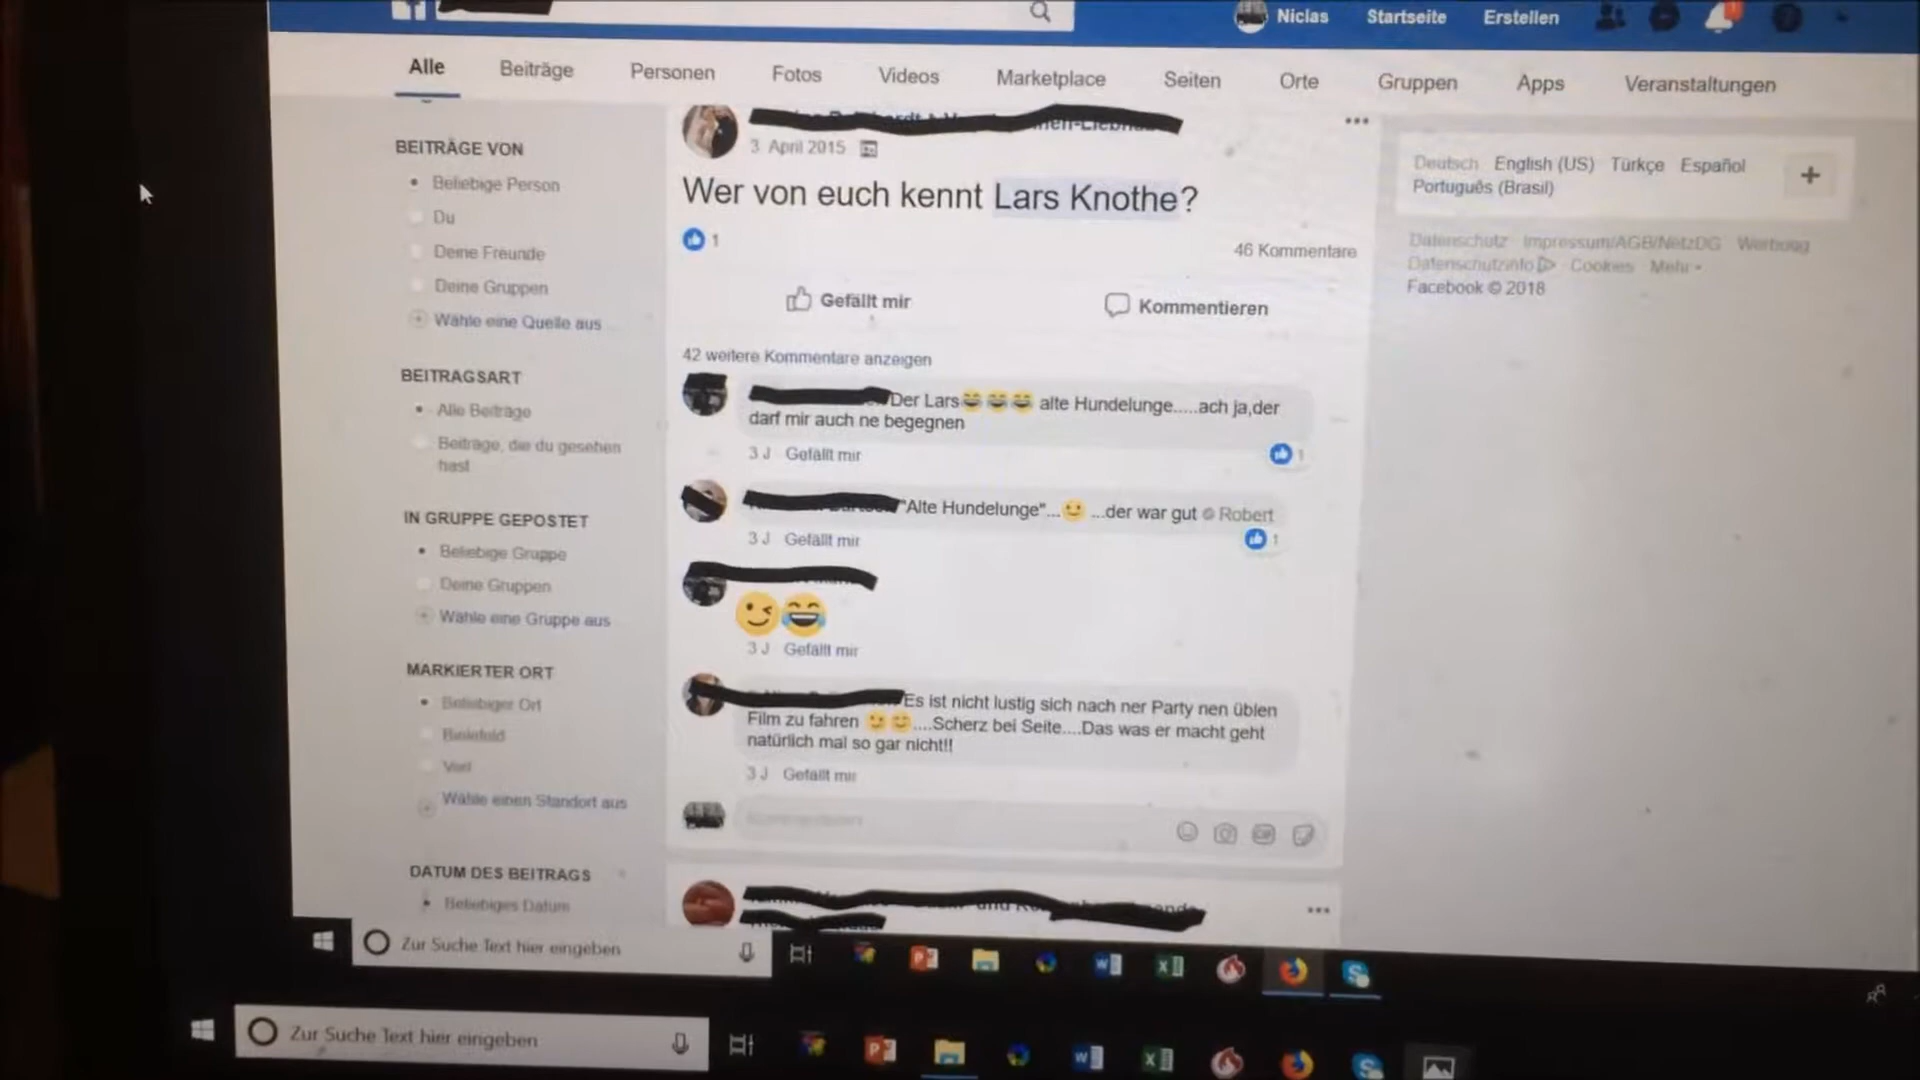 Niclas Startseite Erstellen
Alle Beiträge Personen Fotos Videos Marketplace Seiten Orte Gruppen Apps Veranstaltungen
BEITRÄGE VON
Beliebige Person
Du
Deine Freunde
Deine Gruppen
Wähle eine Quelle aus
BEITRAGSART
Alle Beiträge
Beiträge, die du gesehen
hast
IN GRUPPE GEPOSTET
Beliebige Gruppe
Deine Gruppen
Wähle eine Gruppe aus
MARKIERTER ORT
Beliebiger Ort
Wähle einen Standort aus
DATUM DES BEITRAGS
Beliebiges Datum
3. April 2015
Wer von euch kennt Lars Knothe?
1
46 Kommentare
Gefällt mir Kommentieren
42 weitere Kommentare anzeigen
Der Lars😄😄😄 alte Hundelunge.....ach ja,der
darf mir auch ne begegnen
3 J Gefällt mir 1
"Alte Hundelunge"...🙂 ...der war gut Robert
3 J Gefällt mir 1
😉😂
3 J Gefällt mir
Es ist nicht lustig sich nach ner Party nen üblen
Film zu fahren 😉😊....Scherz bei Seite....Das was er macht geht
natürlich mal so gar nicht!!
3 J Gefällt mir
Deutsch English (US) Türkçe Español
Português (Brasil)
Datenschutz Impressum/AGB/NetzDG Werbung
Datenschutzinfo Cookies Mehr
Facebook © 2018
Zur Suche Text hier eingeben
Zur Suche Text hier eingeben